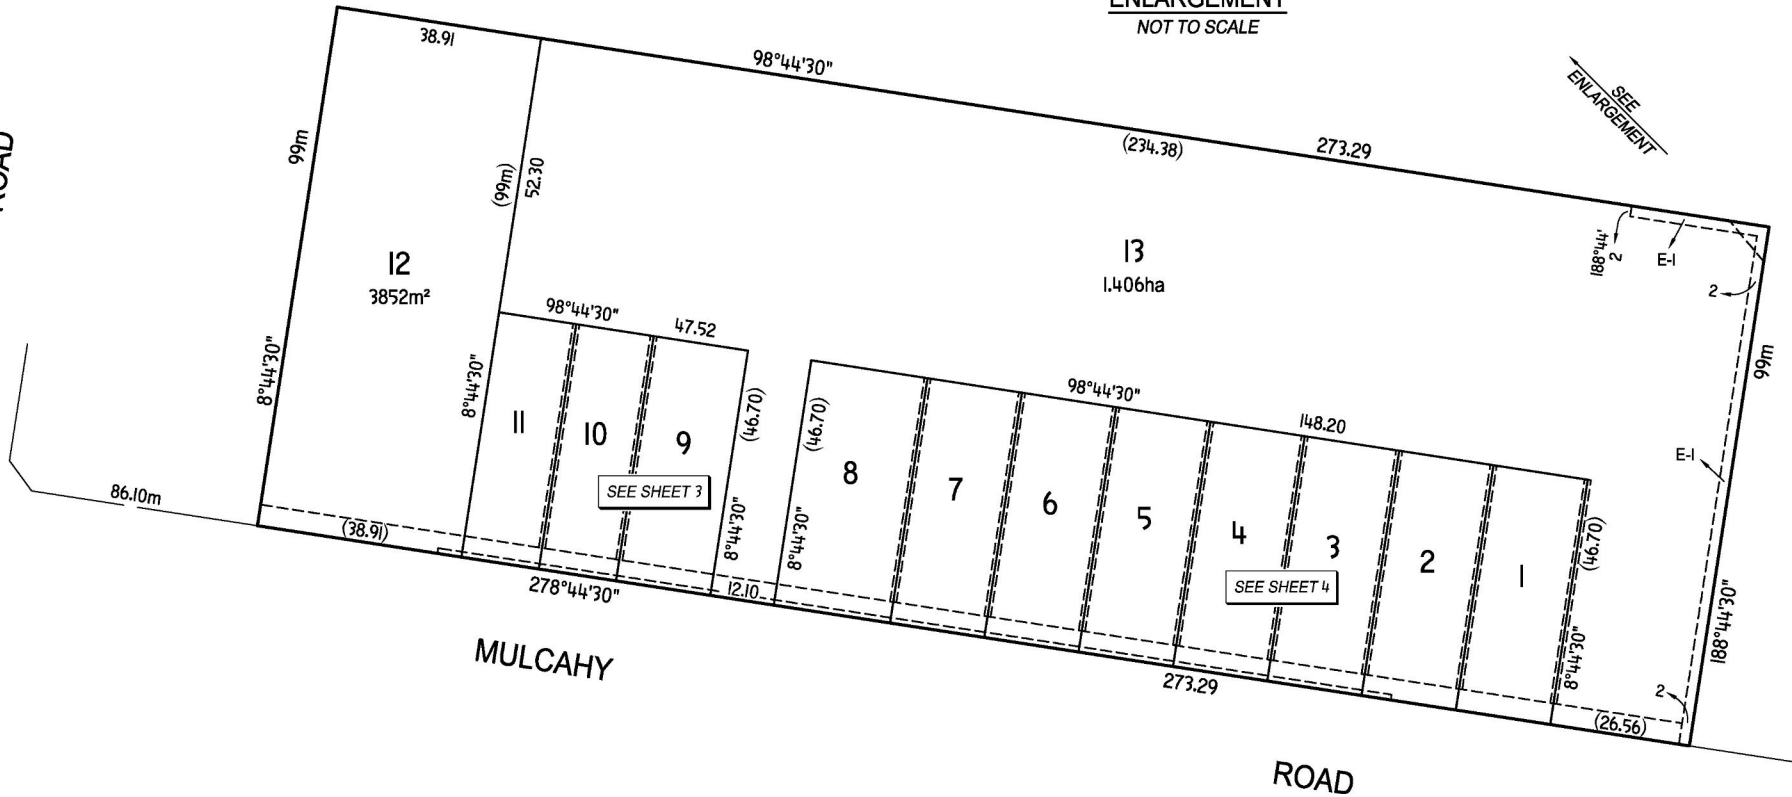 ENLARGEMENT
NOT TO SCALE
38.91
98°44'30"
SEE
ENLARGEMENT
(234.38)
273.29
ROAD
99m
(99m)
52.30
12
3852m²
13
1.406ha
188°44'
2
E-1
2
98°44'30"
47.52
8°44'30"
8°44'30"
99m
98°44'30"
148.20
11
10
9
(46.70)
(46.70)
8
7
6
5
4
3
2
1
SEE SHEET 3
SEE SHEET 4
E-1
(46.70)
86.10m
(38.91)
8°44'30"
8°44'30"
278°44'30"
12.10
8°44'30"
188°44'30"
2
273.29
(26.56)
MULCAHY
ROAD